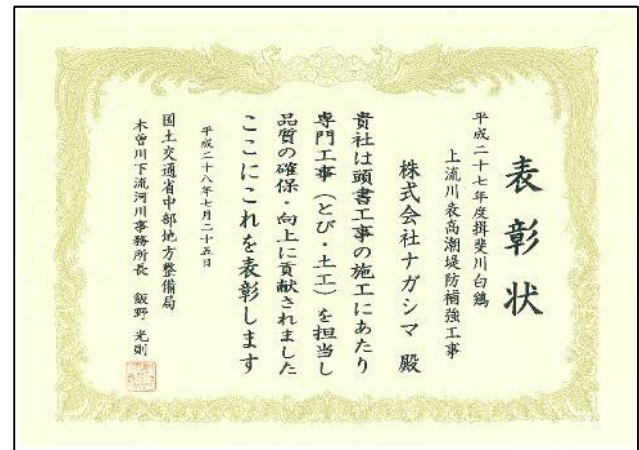 表彰状
平成二十七年度揖斐川白鶏
上流川表高潮堤防補強工事
株式会社ナガシマ 殿
貴社は頭書工事の施工にあたり
専門工事（とび・土工）を担当し
品質の確保・向上に貢献されました
ここにこれを表彰します
平成二十八年七月二十五日
国土交通省中部地方整備局
木曽川下流河川事務所長 飯野 光則